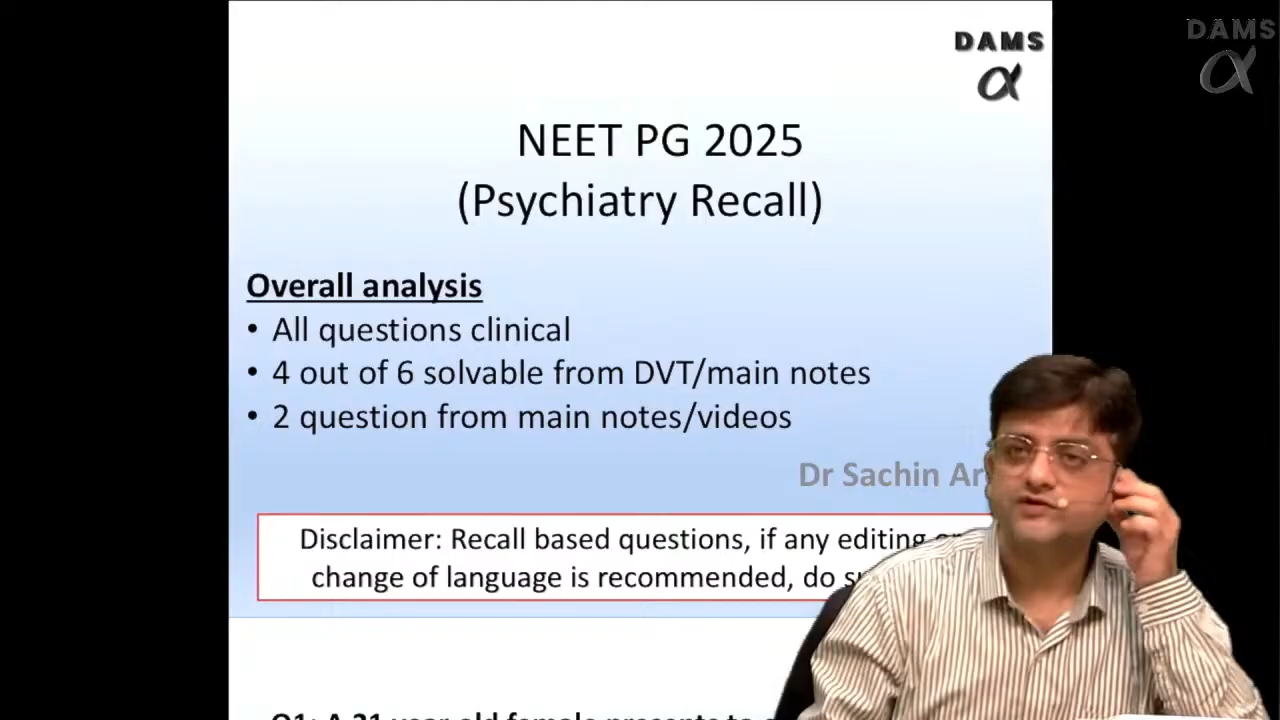 DAMS
α
DAMS
α
NEET PG 2025
(Psychiatry Recall)
Overall analysis
• All questions clinical
• 4 out of 6 solvable from DVT/main notes
• 2 question from main notes/videos
Dr Sachin
Disclaimer: Recall based questions, if any editing
change of language is recommended, do